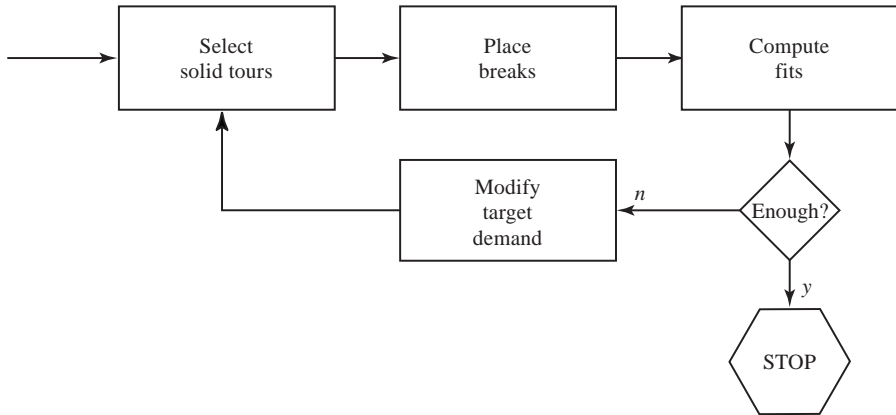 Select
solid tours
Place
breaks
Compute
fits
Enough?
n
Modify
target
demand
y
STOP